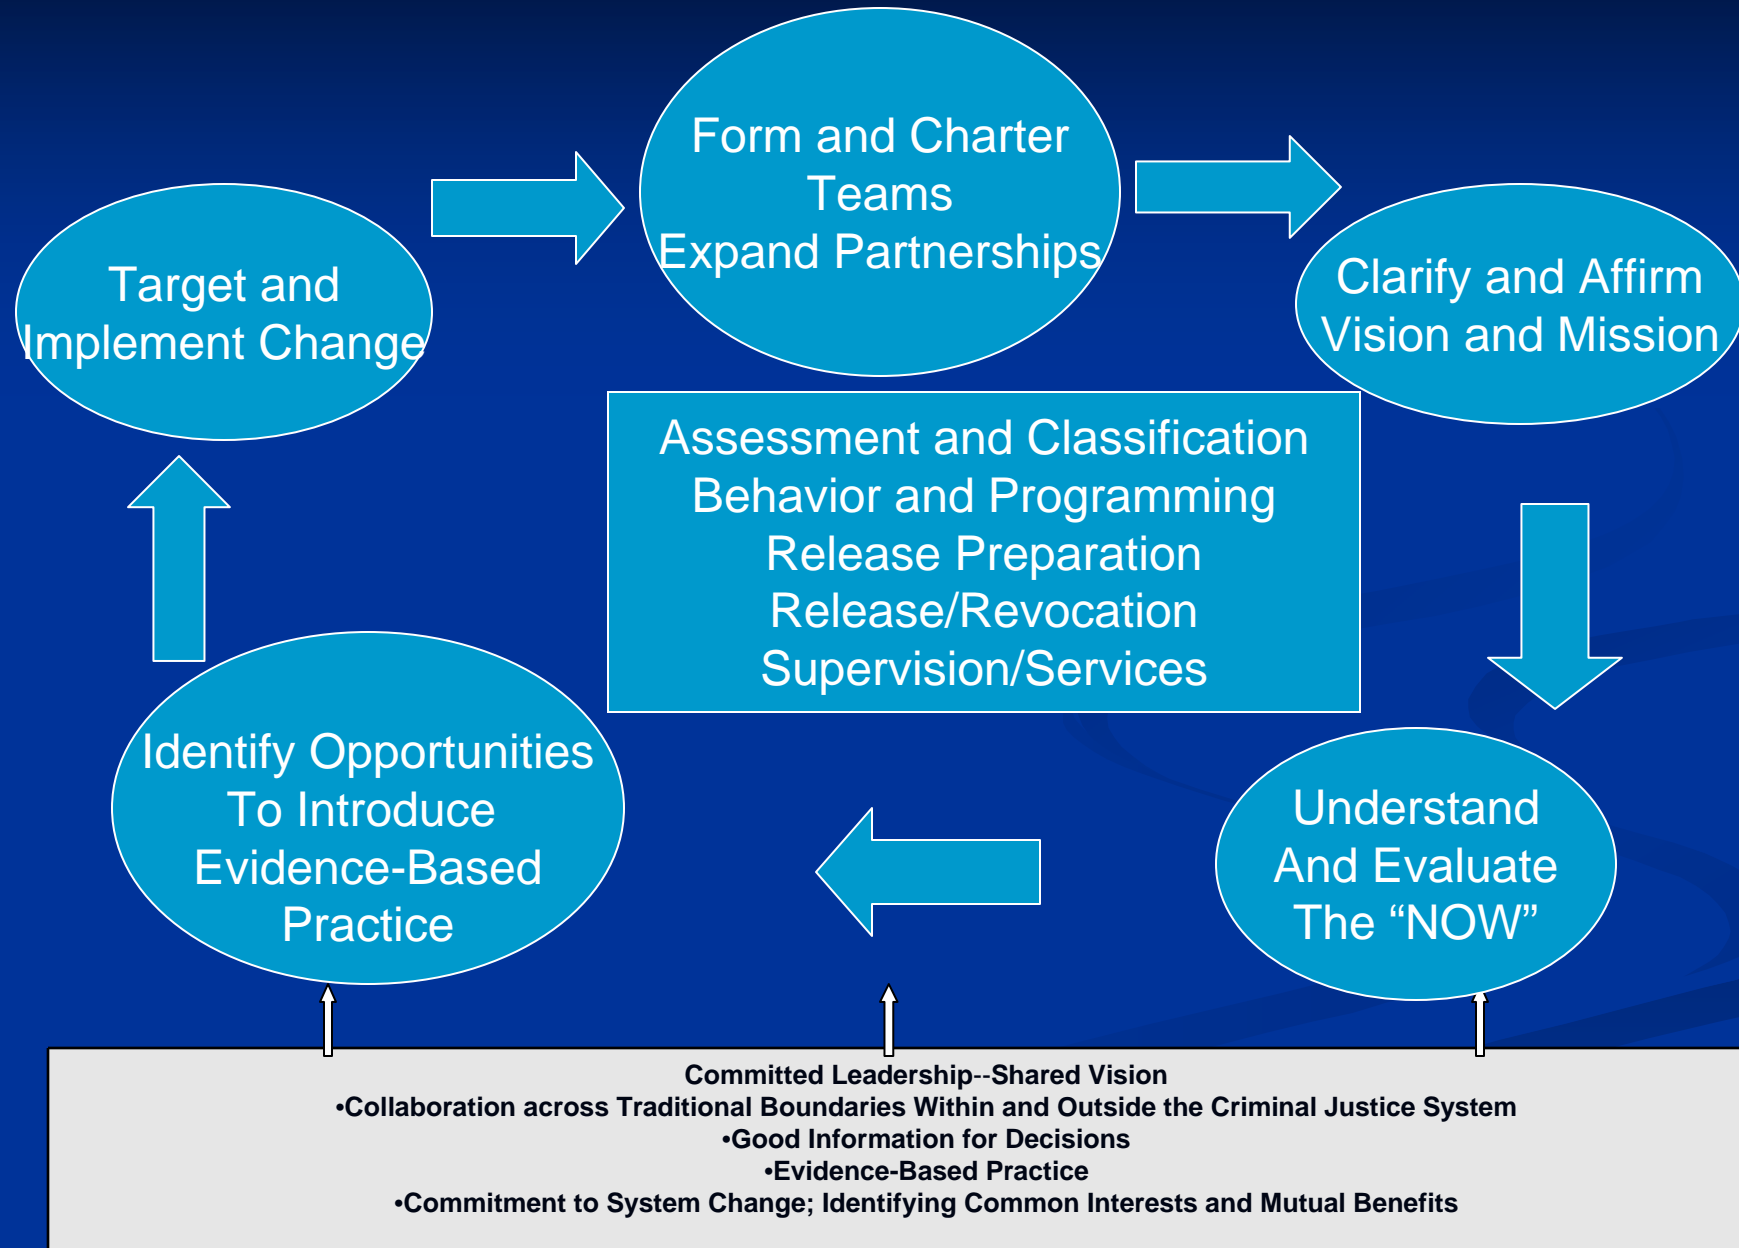 Form and Charter
Teams
Expand Partnerships
Target and
Implement Change
Clarify and Affirm
Vision and Mission
Assessment and Classification
Behavior and Programming
Release Preparation
Release/Revocation
Supervision/Services
Identify Opportunities
To Introduce
Evidence-Based
Practice
Understand
And Evaluate
The “NOW”
Committed Leadership--Shared Vision
•Collaboration across Traditional Boundaries Within and Outside the Criminal Justice System
•Good Information for Decisions
•Evidence-Based Practice
•Commitment to System Change; Identifying Common Interests and Mutual Benefits